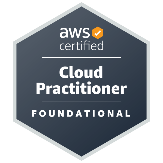 aws
certified
Cloud
Practitioner
FOUNDATIONAL